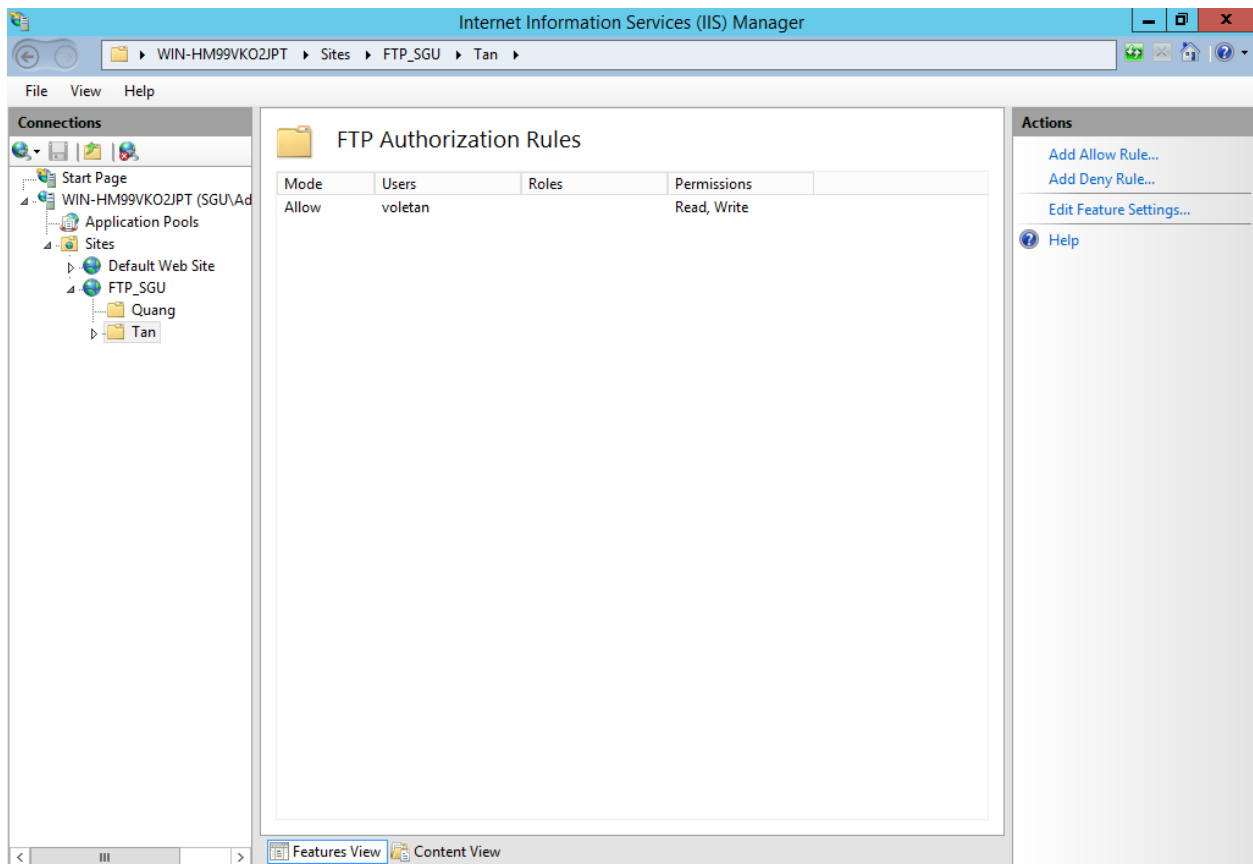 Internet Information Services (IIS) Manager
WIN-HM99VKO2JPT Sites FTP_SGU Tan
File View Help
Connections
Start Page
WIN-HM99VKO2JPT (SGU\Ad
Application Pools
Sites
Default Web Site
FTP_SGU
Quang
Tan
FTP Authorization Rules
Mode Users Roles Permissions
Allow voletan Read, Write
Features View Content View
Actions
Add Allow Rule...
Add Deny Rule...
Edit Feature Settings...
Help